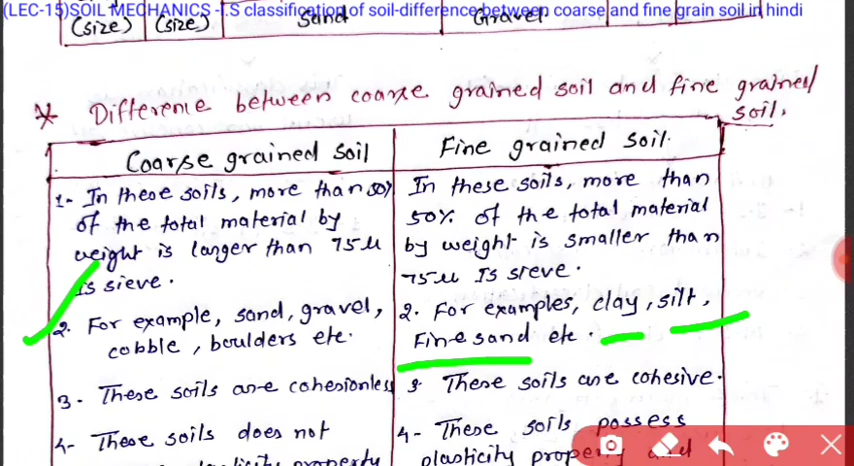 (LEC-15)SOIL MECHANICS -I.S classification of soil-difference between coarse and fine grain soil in hindi
(size) (size) Sand Gravel
* Difference between coarse grained soil and fine grained
soil.
Coarse grained Soil
1- In these soils, more than 50%
of the total material by
weight is larger than 75μ
is sieve.
2. For example, sand, gravel,
cobble, boulders etc.
3- These soils are cohesionless
4- These soils does not
property
Fine grained Soil.
In these soils, more than
50% of the total material
by weight is smaller than
75μ IS sieve.
2. For examples, clay, silt,
Fine sand etc.
3- These soils are cohesive.
4- These soils possess
plasticity property and